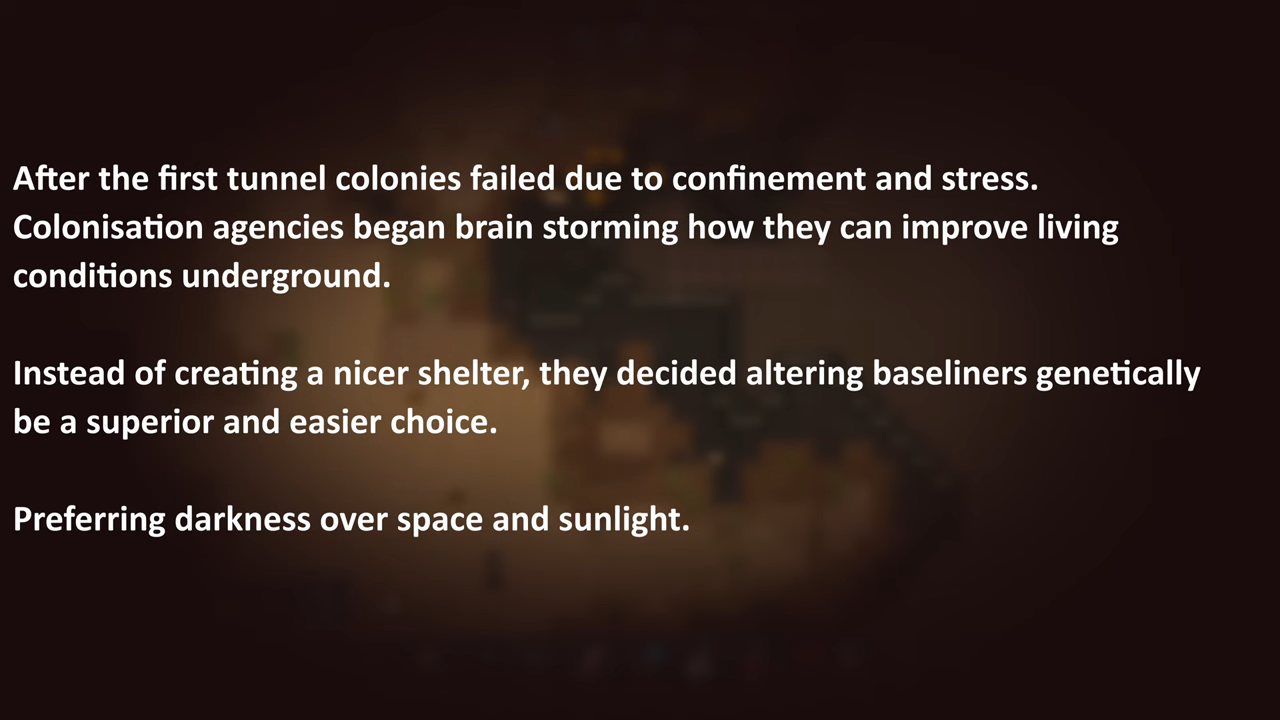 After the first tunnel colonies failed due to confinement and stress.
Colonisation agencies began brain storming how they can improve living
conditions underground.
Instead of creating a nicer shelter, they decided altering baseliners genetically
be a superior and easier choice.
Preferring darkness over space and sunlight.